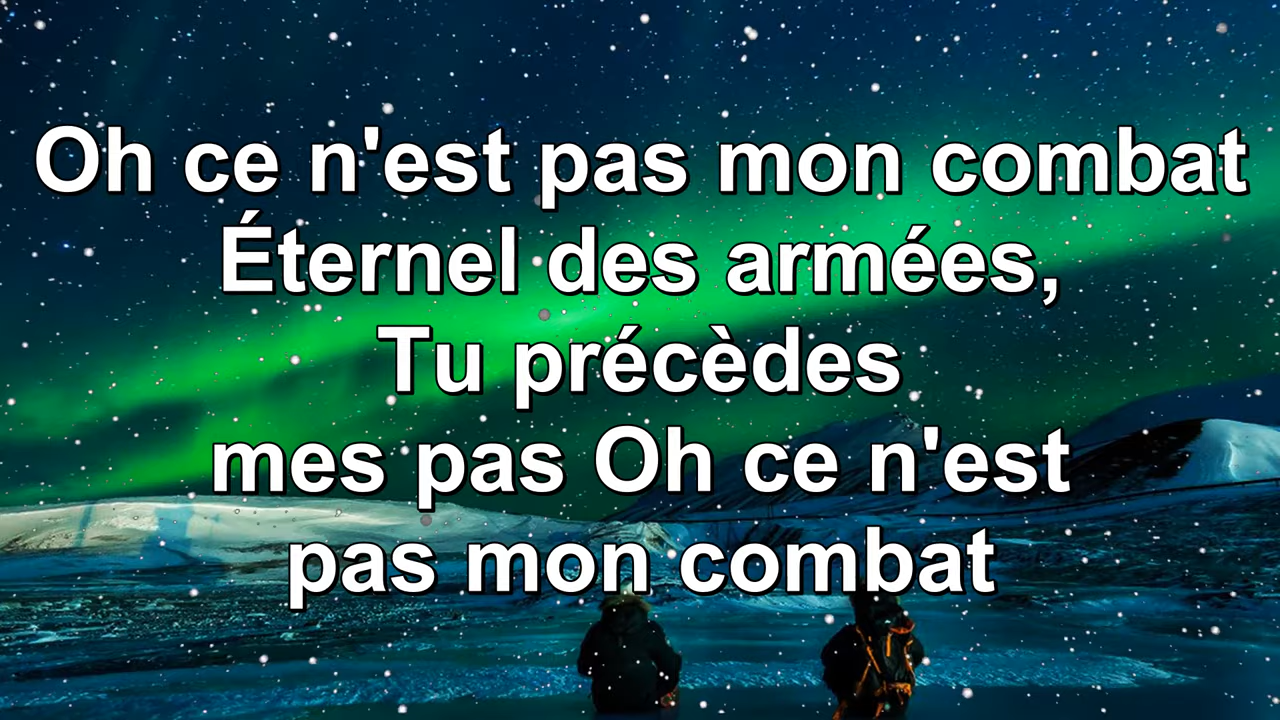 Oh ce n'est pas mon combat
Éternel des armées,
Tu précèdes
mes pas Oh ce n'est
pas mon combat